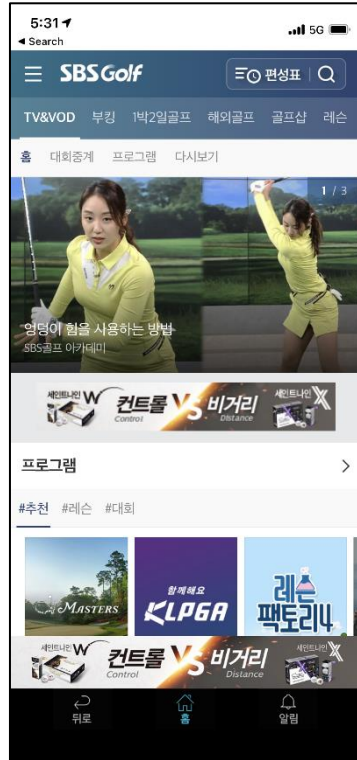 5:31
5G
◀ Search
SBS Golf
편성표
TV&VOD 부킹 1박2일골프 해외골프 골프샵 레슨
홈 대회중계 프로그램 다시보기
1 / 3
엉덩이 힘을 사용하는 방법
SBS골프 아카데미
세인트나인 W 컨트롤 VS 비거리 세인트나인 X
Control Distance
프로그램
#추천 #레슨 #대회
MASTERS
함께해요
KLPGA
레슨
팩토리4
세인트나인 W 컨트롤 VS 비거리 세인트나인 X
Control Distance
뒤로 홈 알림